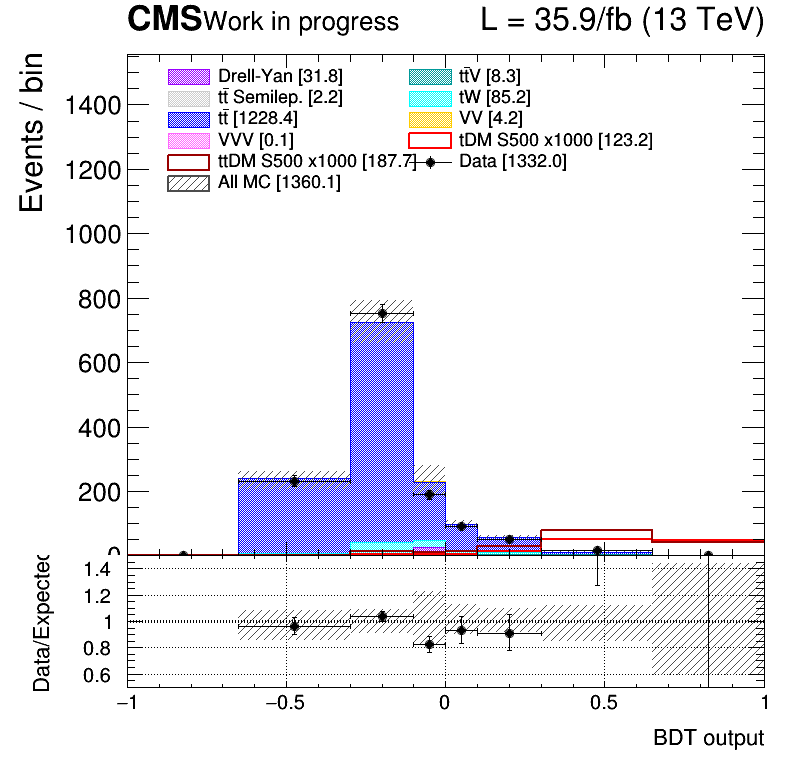 CMS Work in progress L = 35.9/fb (13 TeV)
Events / bin
Drell-Yan [31.8] tt̄V [8.3]
tt̄ Semilep. [2.2] tW [85.2]
tt̄ [1228.4] VV [4.2]
VVV [0.1] tDM S500 x1000 [123.2]
ttDM S500 x1000 [187.7] Data [1332.0]
All MC [1360.1]
1400
1200
1000
800
600
400
200
0
Data/Expected
1.4
1.2
1
0.8
0.6
−1 −0.5 0 0.5 1
BDT output